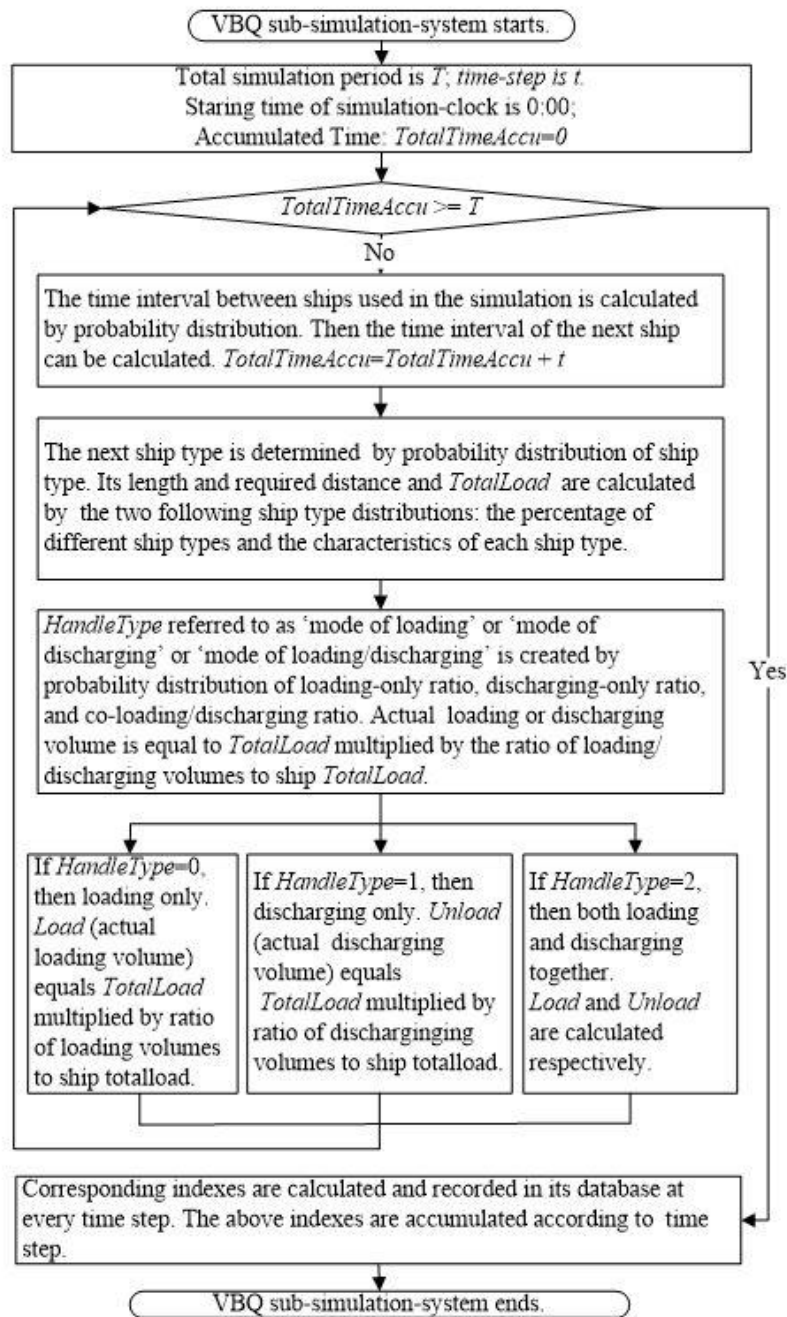 VBQ sub-simulation-system starts.
Total simulation period is T; time-step is t.
Staring time of simulation-clock is 0:00;
Accumulated Time: TotalTimeAccu=0
TotalTimeAccu >= T
No
The time interval between ships used in the simulation is calculated
by probability distribution. Then the time interval of the next ship
can be calculated. TotalTimeAccu=TotalTimeAccu + t
The next ship type is determined by probability distribution of ship
type. Its length and required distance and TotalLoad are calculated
by the two following ship type distributions: the percentage of
different ship types and the characteristics of each ship type.
HandleType referred to as ‘mode of loading’ or ‘mode of
discharging’ or ‘mode of loading/discharging’ is created by
probability distribution of loading-only ratio, discharging-only ratio,
and co-loading/discharging ratio. Actual loading or discharging
volume is equal to TotalLoad multiplied by the ratio of loading/
discharging volumes to ship TotalLoad.
Yes
If HandleType=0,
then loading only.
Load (actual
loading volume)
equals TotalLoad
multiplied by ratio
of loading volumes
to ship totalload.
If HandleType=1, then
discharging only. Unload
(actual discharging
volume) equals
TotalLoad multiplied by
ratio of discharginging
volumes to ship totalload.
If HandleType=2,
then both loading
and discharging
together.
Load and Unload
are calculated
respectively.
Corresponding indexes are calculated and recorded in its database at
every time step. The above indexes are accumulated according to time
step.
VBQ sub-simulation-system ends.